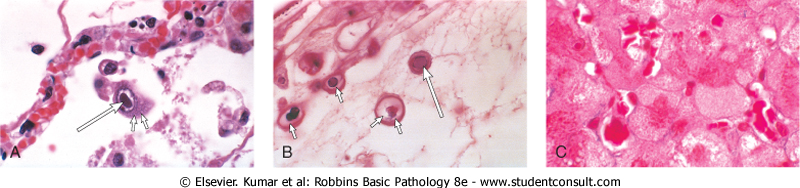 A
B
C
© Elsevier. Kumar et al: Robbins Basic Pathology 8e - www.studentconsult.com